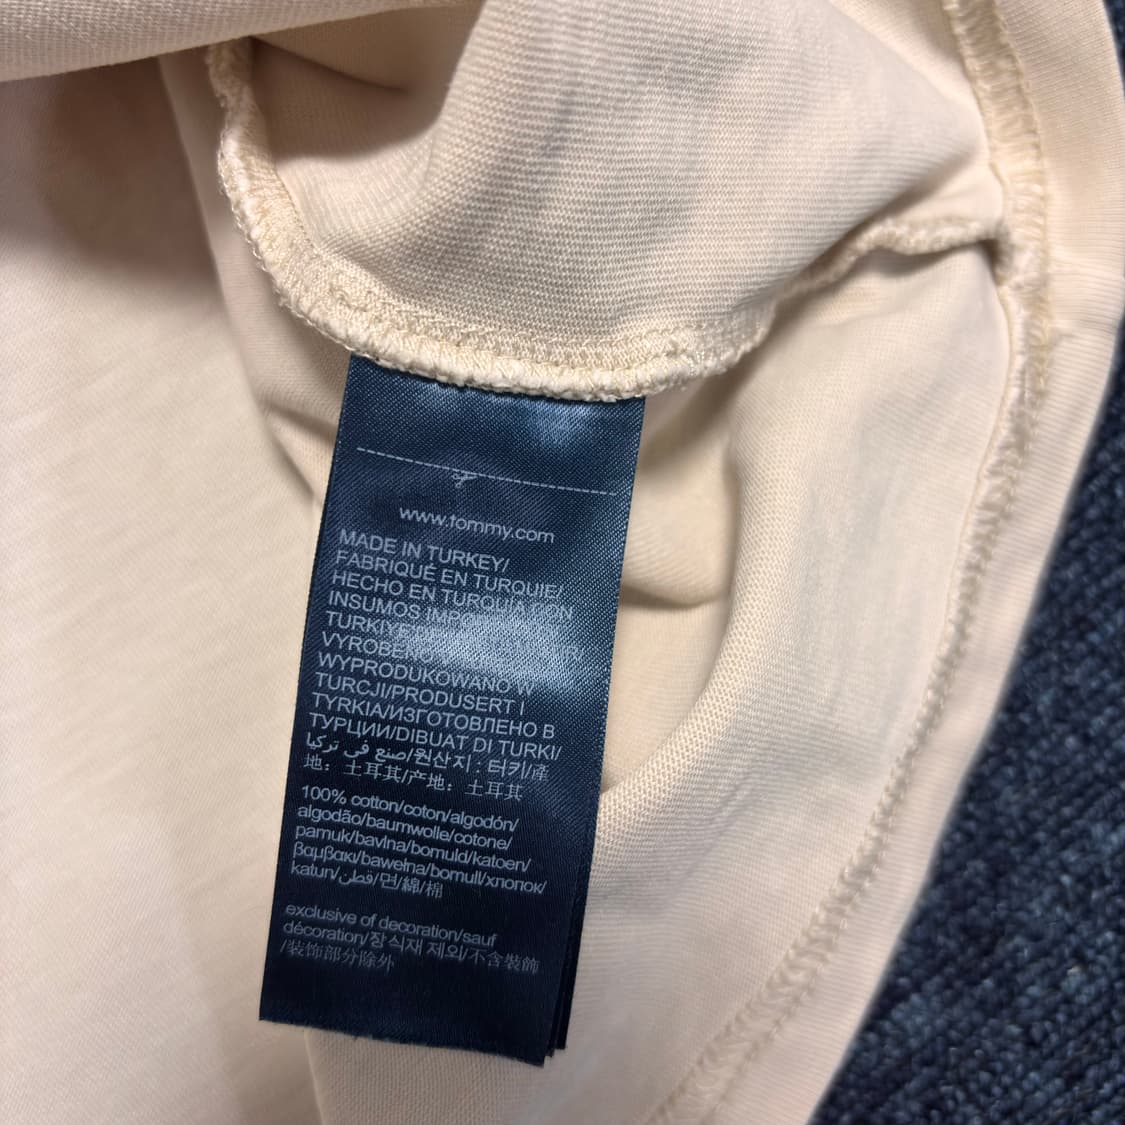 www.tommy.com
MADE IN TURKEY/
FABRIQUÉ EN TURQUIE/
HECHO EN TURQUIA CON
INSUMOS
TURKIYE
WYPRODUKOWANO W
TURCJI/PRODUSERT I
TYRKIA/ИЗГОТОВЛЕНО В
ТУРЦИИ/DIBUAT DI TURKI/
صنع في تركيا/원산지 : 터키/產
地：土耳其/产地：土耳其
100% cotton/coton/algodón/
algodão/baumwolle/cotone/
pamuk/bavlna/bomuld/katoen/
βαμβακι/bawełna/bomull/хлопок/
katun/قطن/면/綿/棉
exclusive of decoration/sauf
décoration/장식재 제외/不含裝飾
/装饰部分除外